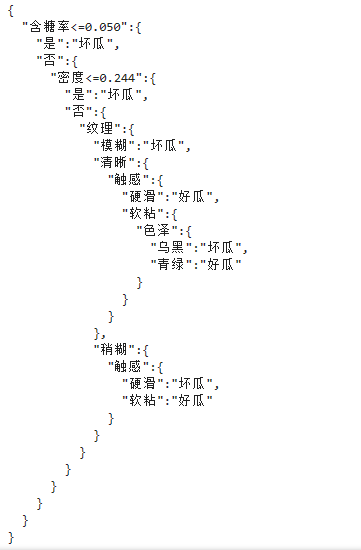 {
  "含糖率<=0.050":{
    "是":"坏瓜",
    "否":{
      "密度<=0.244":{
        "是":"坏瓜",
        "否":{
          "纹理":{
            "模糊":"坏瓜",
            "清晰":{
              "触感":{
                "硬滑":"好瓜",
                "软粘":{
                  "色泽":{
                    "乌黑":"坏瓜",
                    "青绿":"好瓜"
                  }
                }
              }
            },
            "稍糊":{
              "触感":{
                "硬滑":"坏瓜",
                "软粘":"好瓜"
              }
            }
          }
        }
      }
    }
  }
}